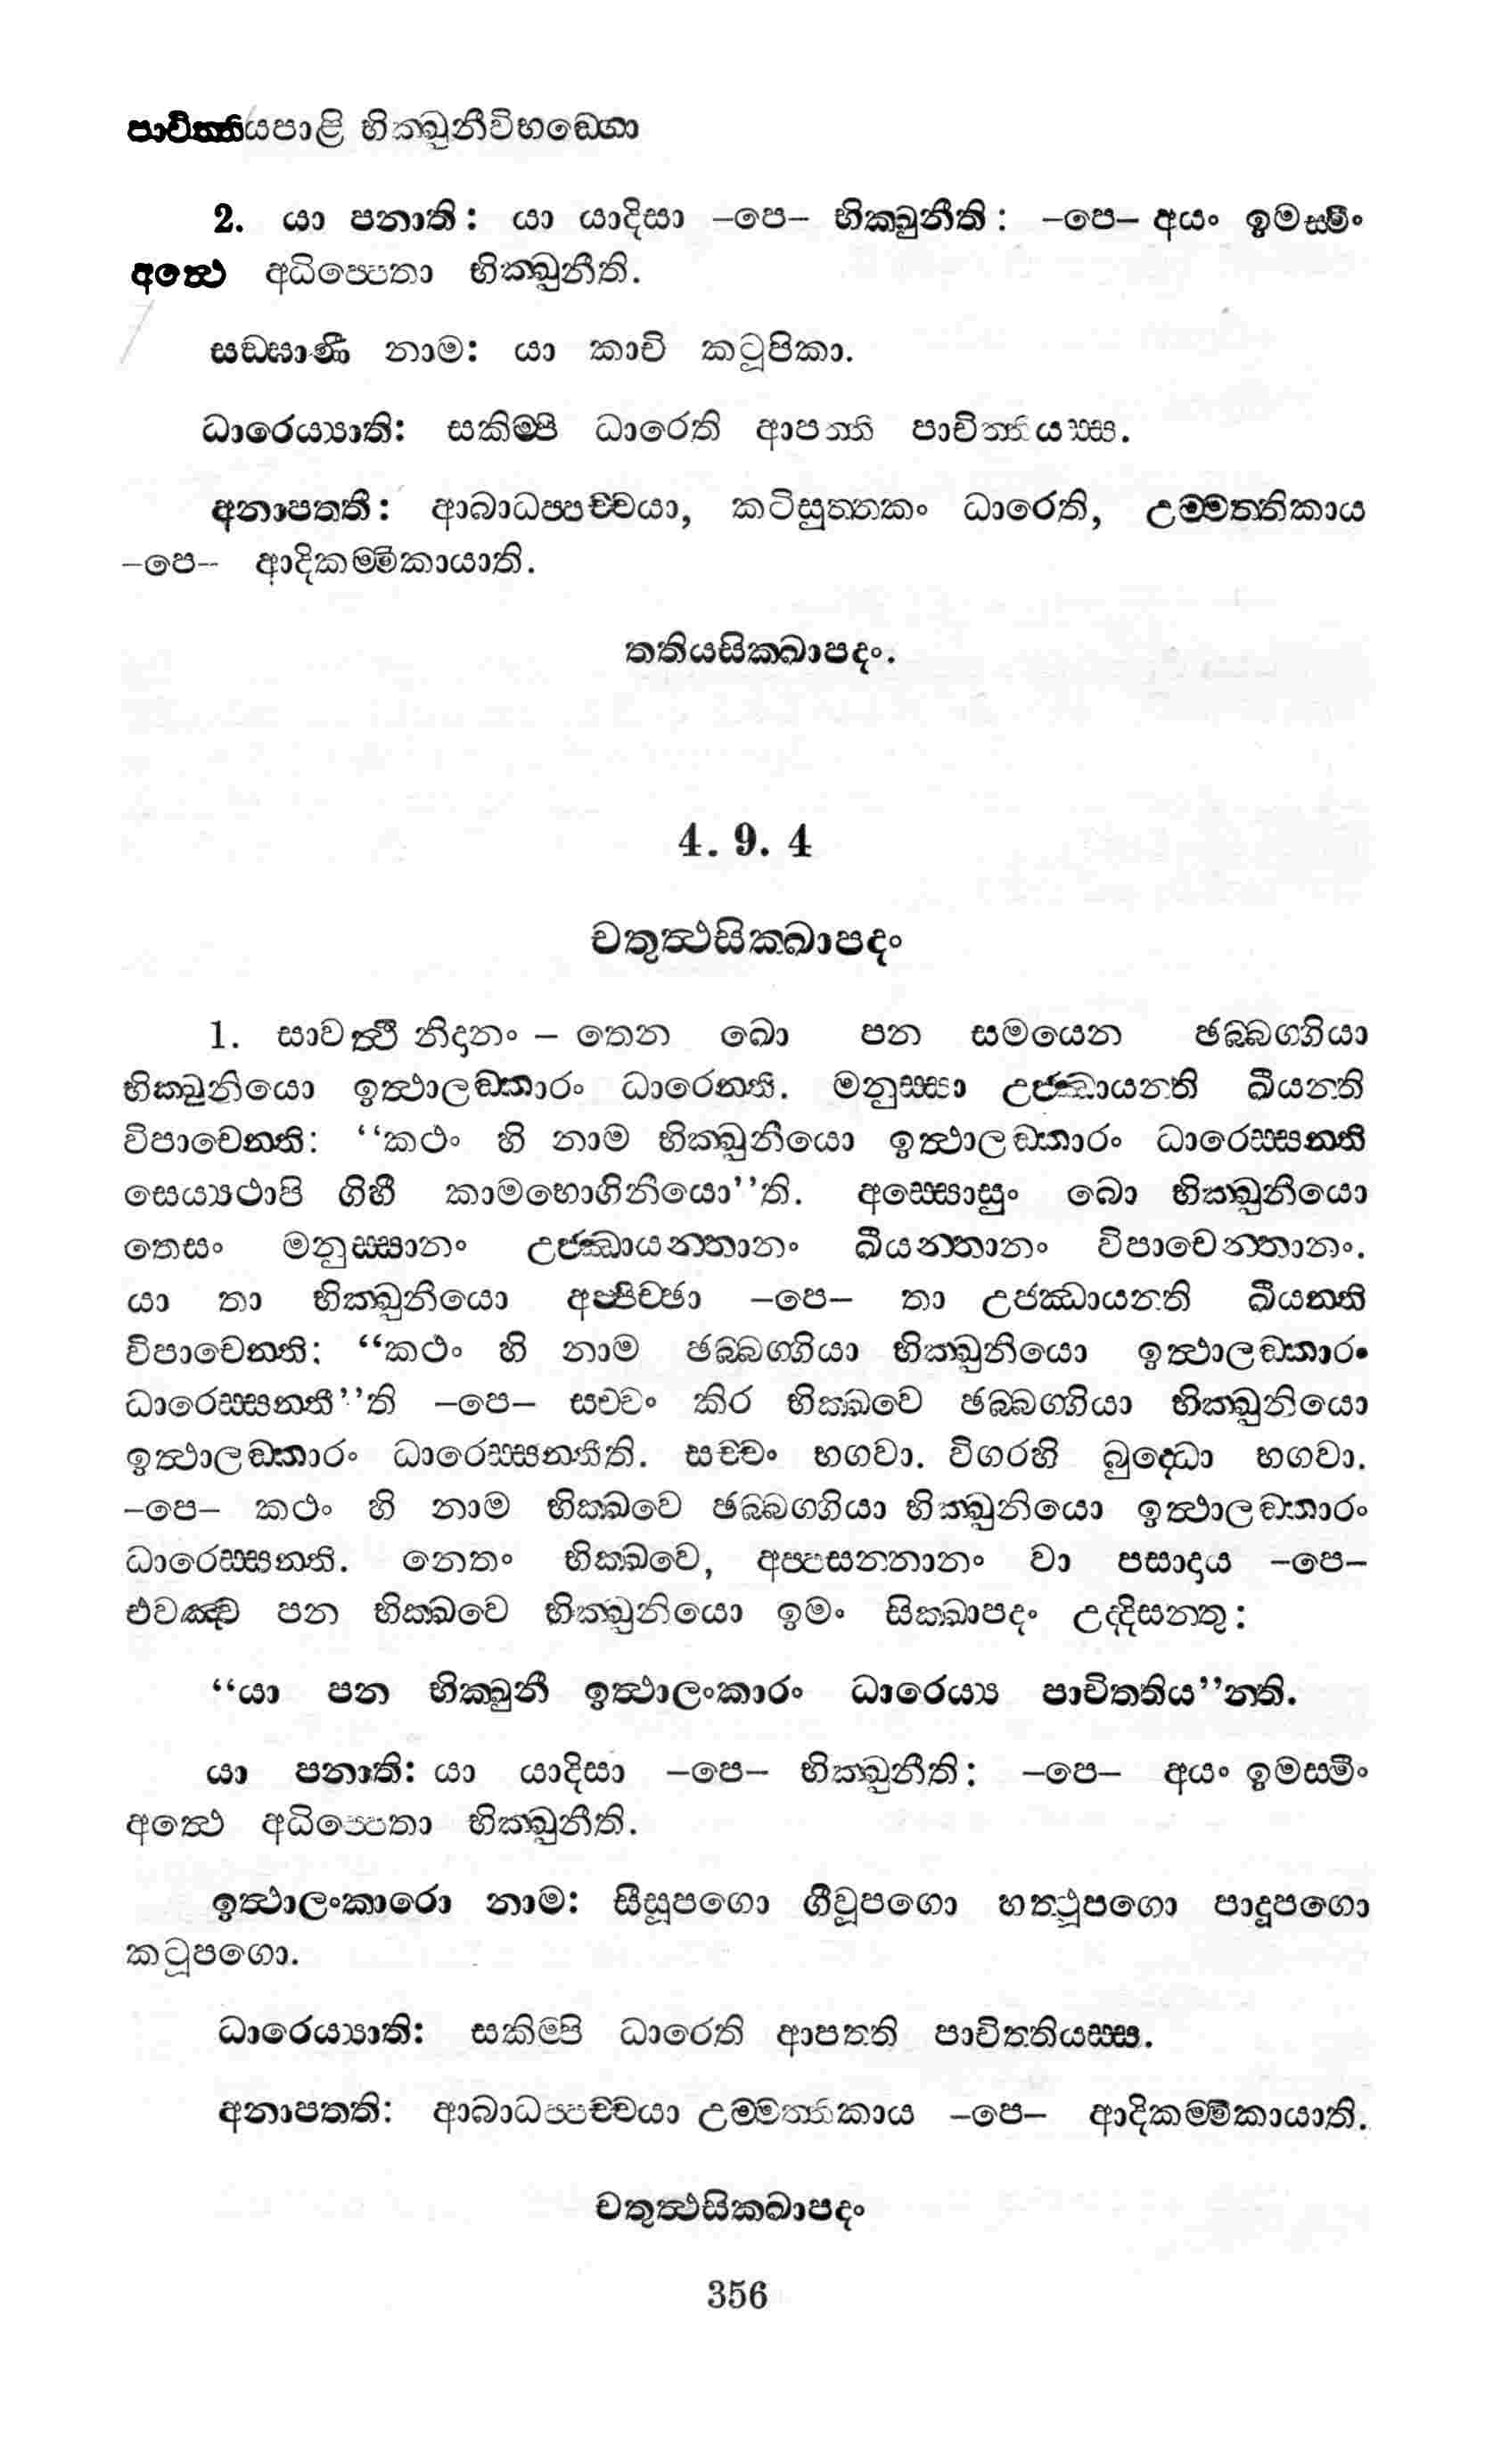 පාචිත්තියපාළි භික්ඛුනීවිභඞ්ගො
2. යා පනාති: යා යාදිසා –පෙ– භික්ඛුනීති: –පෙ– අයං ඉමස්මිං
අත්ථෙ අධිප්පෙතා භික්ඛුනීති.
සඞ්ඝාණී නාම: යා කාචි කටූපිකා.
ධාරෙය්‍යාති: සකිම්පි ධාරෙති ආපත්ති පාචිත්තියස්ස.
අනාපත්තී: ආබාධප්පච්චයා, කටිසුත්තකං ධාරෙති, උම්මත්තිකාය
–පෙ– ආදිකම්මිකායාති.
තතියසික්ඛාපදං.
4. 9. 4
චතුත්ථසික්ඛාපදං
1. සාවත්ථි නිදානං – තෙන ඛො පන සමයෙන ඡබ්බග්ගියා
භික්ඛුනියො ඉත්ථාලඞ්කාරං ධාරෙන්ති. මනුස්සා උජ්ඣායන්ති ඛීයන්ති
විපාචෙන්ති: “කථං හි නාම භික්ඛුනීයො ඉත්ථාලඞ්කාරං ධාරෙස්සන්ති
සෙය්‍යථාපි ගිහී කාමභොගිනියො”ති. අස්සොසුං ඛො භික්ඛුනීයො
තෙසං මනුස්සානං උජ්ඣායන්තානං ඛීයන්තානං විපාචෙන්තානං.
යා තා භික්ඛුනීයො අප්පිච්ඡා –පෙ– තා උජ්ඣායන්ති ඛීයන්ති
විපාචෙන්ති: “කථං හි නාම ඡබ්බග්ගියා භික්ඛුනියො ඉත්ථාලඞ්කාරං
ධාරෙස්සන්තී”ති –පෙ– සච්චං කිර භික්ඛවෙ ඡබ්බග්ගියා භික්ඛුනියො
ඉත්ථාලඞ්කාරං ධාරෙස්සන්තීති. සච්චං භගවා. විගරහි බුද්ධො භගවා.
–පෙ– කථං හි නාම භික්ඛවෙ ඡබ්බග්ගියා භික්ඛුනියො ඉත්ථාලඞ්කාරං
ධාරෙස්සන්ති. නෙතං භික්ඛවෙ, අප්පසන්නානං වා පසාදාය –පෙ–
එවඤ්ච පන භික්ඛවෙ භික්ඛුනියො ඉමං සික්ඛාපදං උද්දිසන්තු:
“යා පන භික්ඛුනී ඉත්ථාලංකාරං ධාරෙය්‍ය පාචිත්තිය”න්ති.
යා පනාති: යා යාදිසා –පෙ– භික්ඛුනීති: –පෙ– අයං ඉමස්මිං
අත්ථෙ අධිප්පෙතා භික්ඛුනීති.
ඉත්ථාලංකාරො නාම: සීසූපගො ගීවූපගො හත්ථූපගො පාදූපගො
කටූපගො.
ධාරෙය්‍යාති: සකිම්පි ධාරෙති ආපත්ති පාචිත්තියස්ස.
අනාපත්ති: ආබාධප්පච්චයා උම්මත්තිකාය –පෙ– ආදිකම්මිකායාති.
චතුත්ථසික්ඛාපදං
356